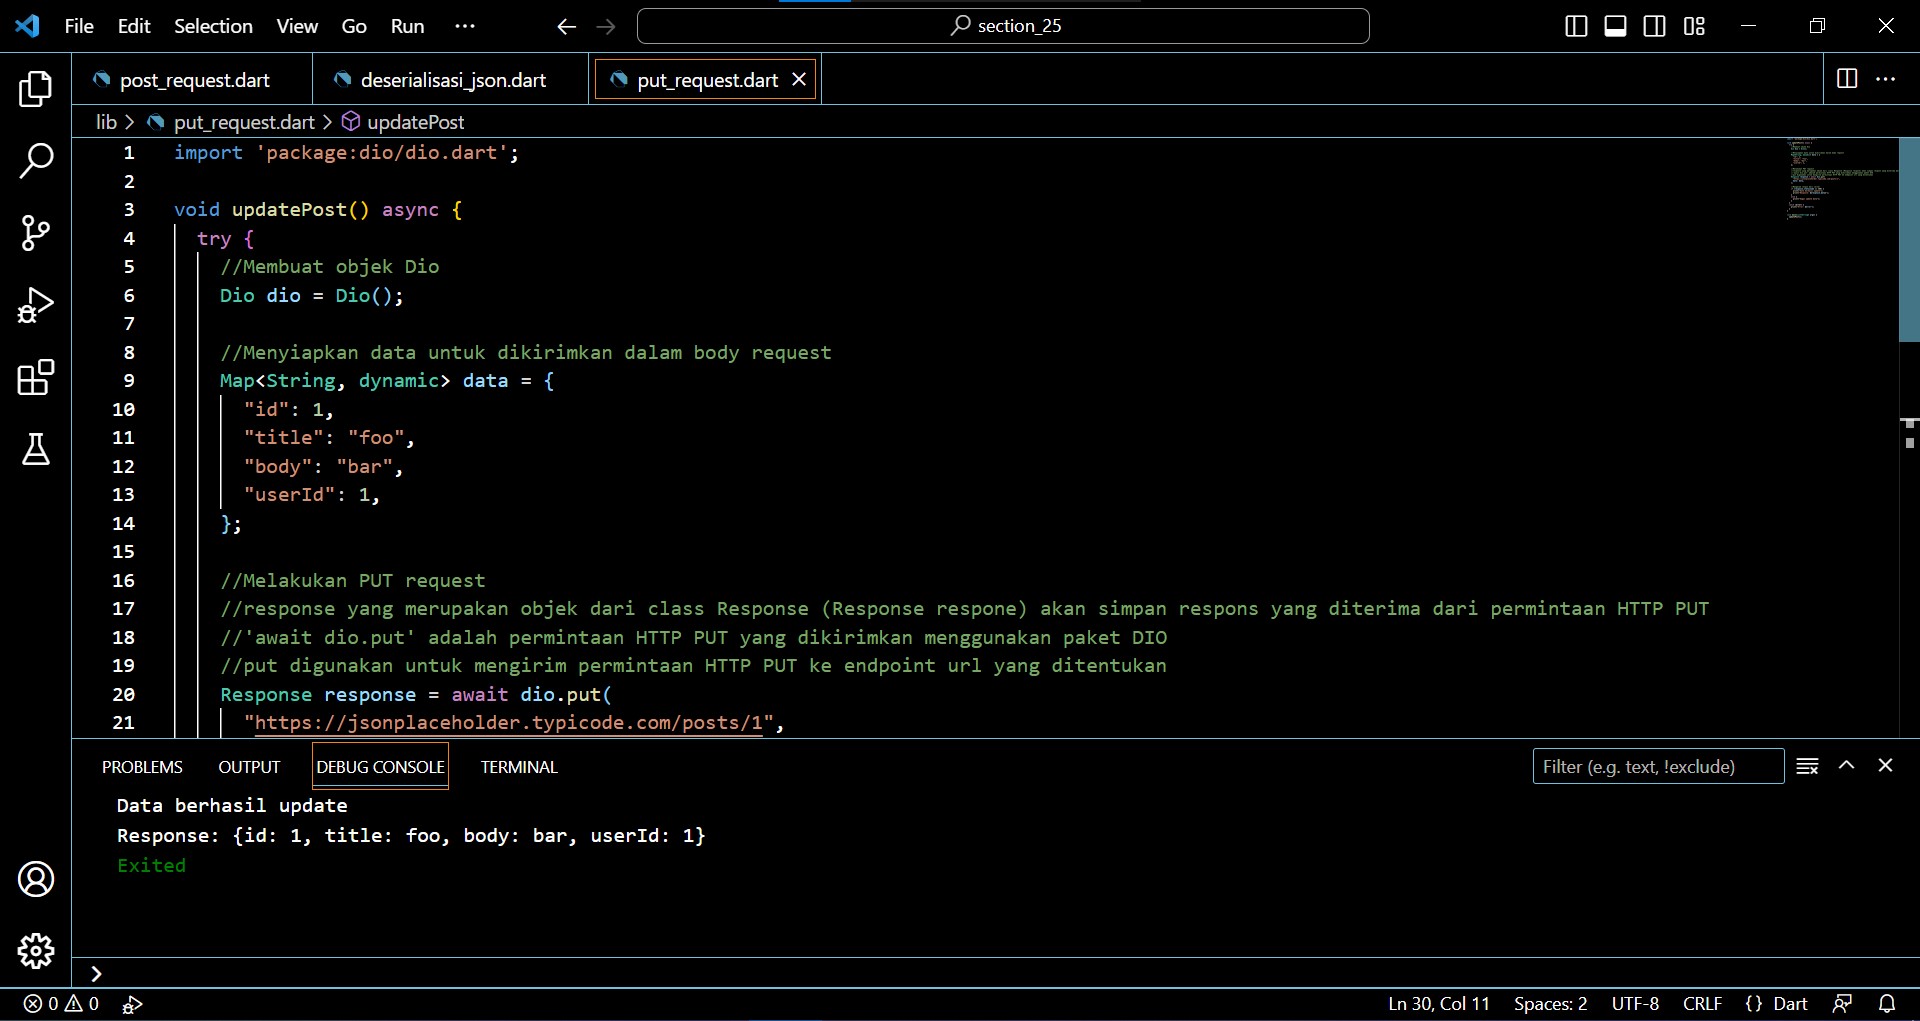 File Edit Selection View Go Run ··· section_25
post_request.dart deserialisasi_json.dart put_request.dart
lib > put_request.dart > updatePost
1 import 'package:dio/dio.dart';
2
3 void updatePost() async {
4 try {
5 //Membuat objek Dio
6 Dio dio = Dio();
7
8 //Menyiapkan data untuk dikirimkan dalam body request
9 Map<String, dynamic> data = {
10 "id": 1,
11 "title": "foo",
12 "body": "bar",
13 "userId": 1,
14 };
15
16 //Melakukan PUT request
17 //response yang merupakan objek dari class Response (Response respone) akan simpan respons yang diterima dari permintaan HTTP PUT
18 //'await dio.put' adalah permintaan HTTP PUT yang dikirimkan menggunakan paket DIO
19 //put digunakan untuk mengirim permintaan HTTP PUT ke endpoint url yang ditentukan
20 Response response = await dio.put(
21 "https://jsonplaceholder.typicode.com/posts/1",
PROBLEMS OUTPUT DEBUG CONSOLE TERMINAL Filter (e.g. text, !exclude)
Data berhasil update
Response: {id: 1, title: foo, body: bar, userId: 1}
Exited
0 0 Ln 30, Col 11 Spaces: 2 UTF-8 CRLF {} Dart